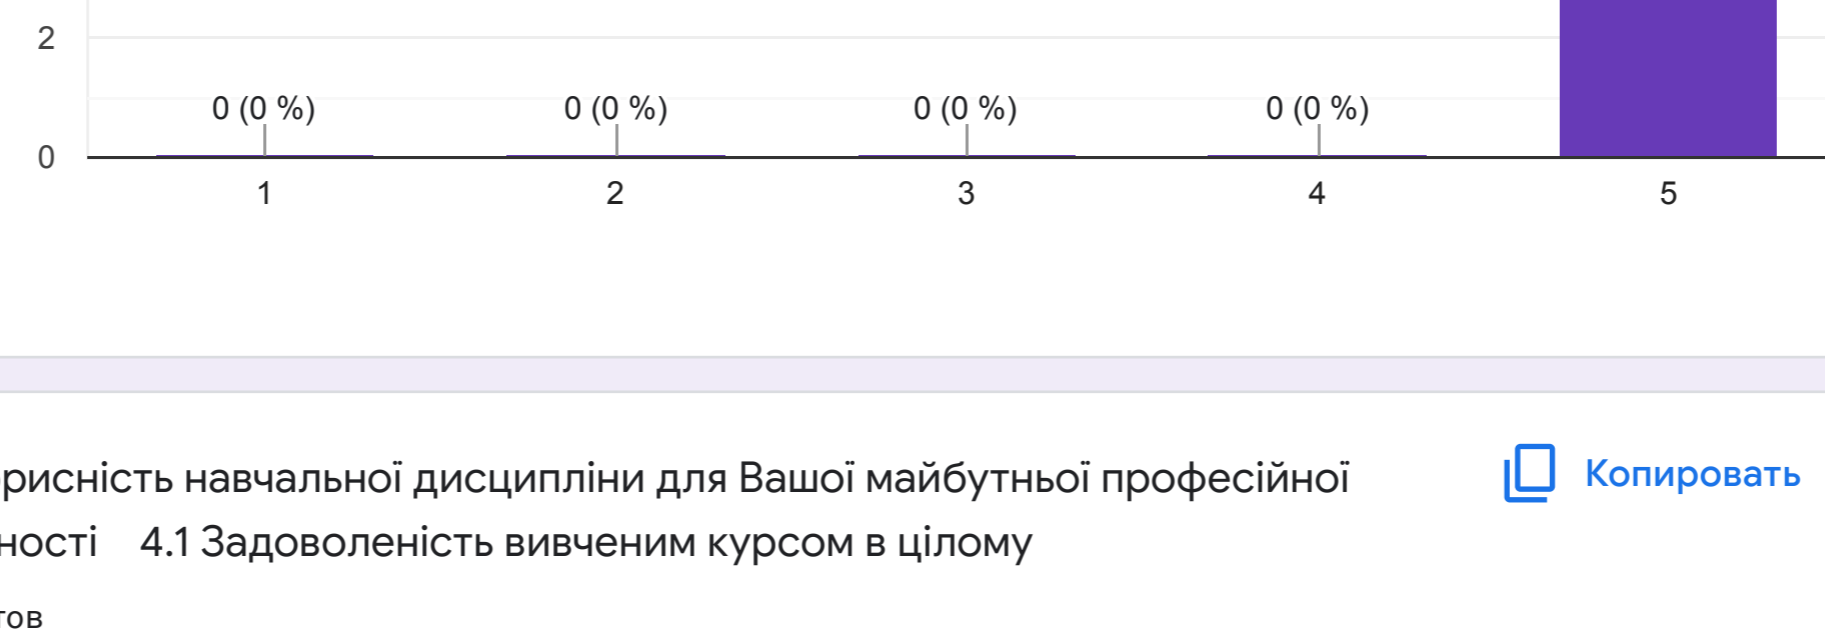 2
0 (0 %) 0 (0 %) 0 (0 %) 0 (0 %)
0
1 2 3 4 5
рисність навчальної дисципліни для Вашої майбутньої професійної
Копировать
ності 4.1 Задоволеність вивченим курсом в цілому
тов